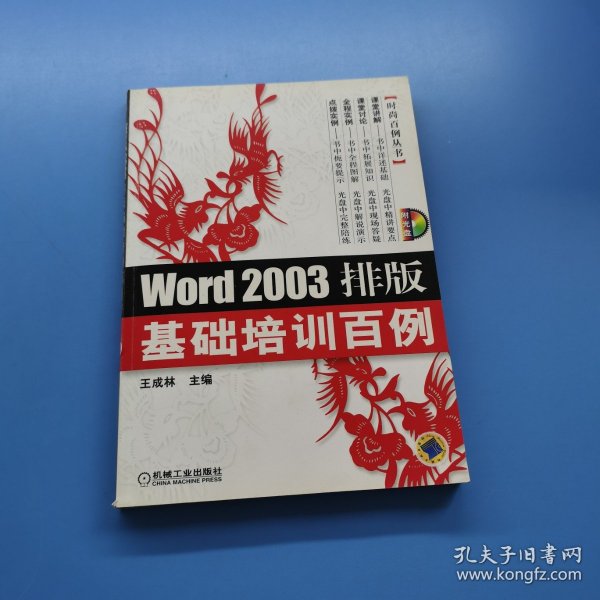 【时尚百例丛书】
课堂讲解——书中详述基础 光盘中精讲要点
课堂讨论——书中拓展知识 光盘中现场答疑
全程实例——书中全程图解 光盘中解说演示
点拨实例——书中扼要提示 光盘中完整陪练
附光盘
Word 2003 排版
基础培训百例
王成林 主编
机械工业出版社
CHINA MACHINE PRESS
孔夫子旧书网
www.kongfz.com